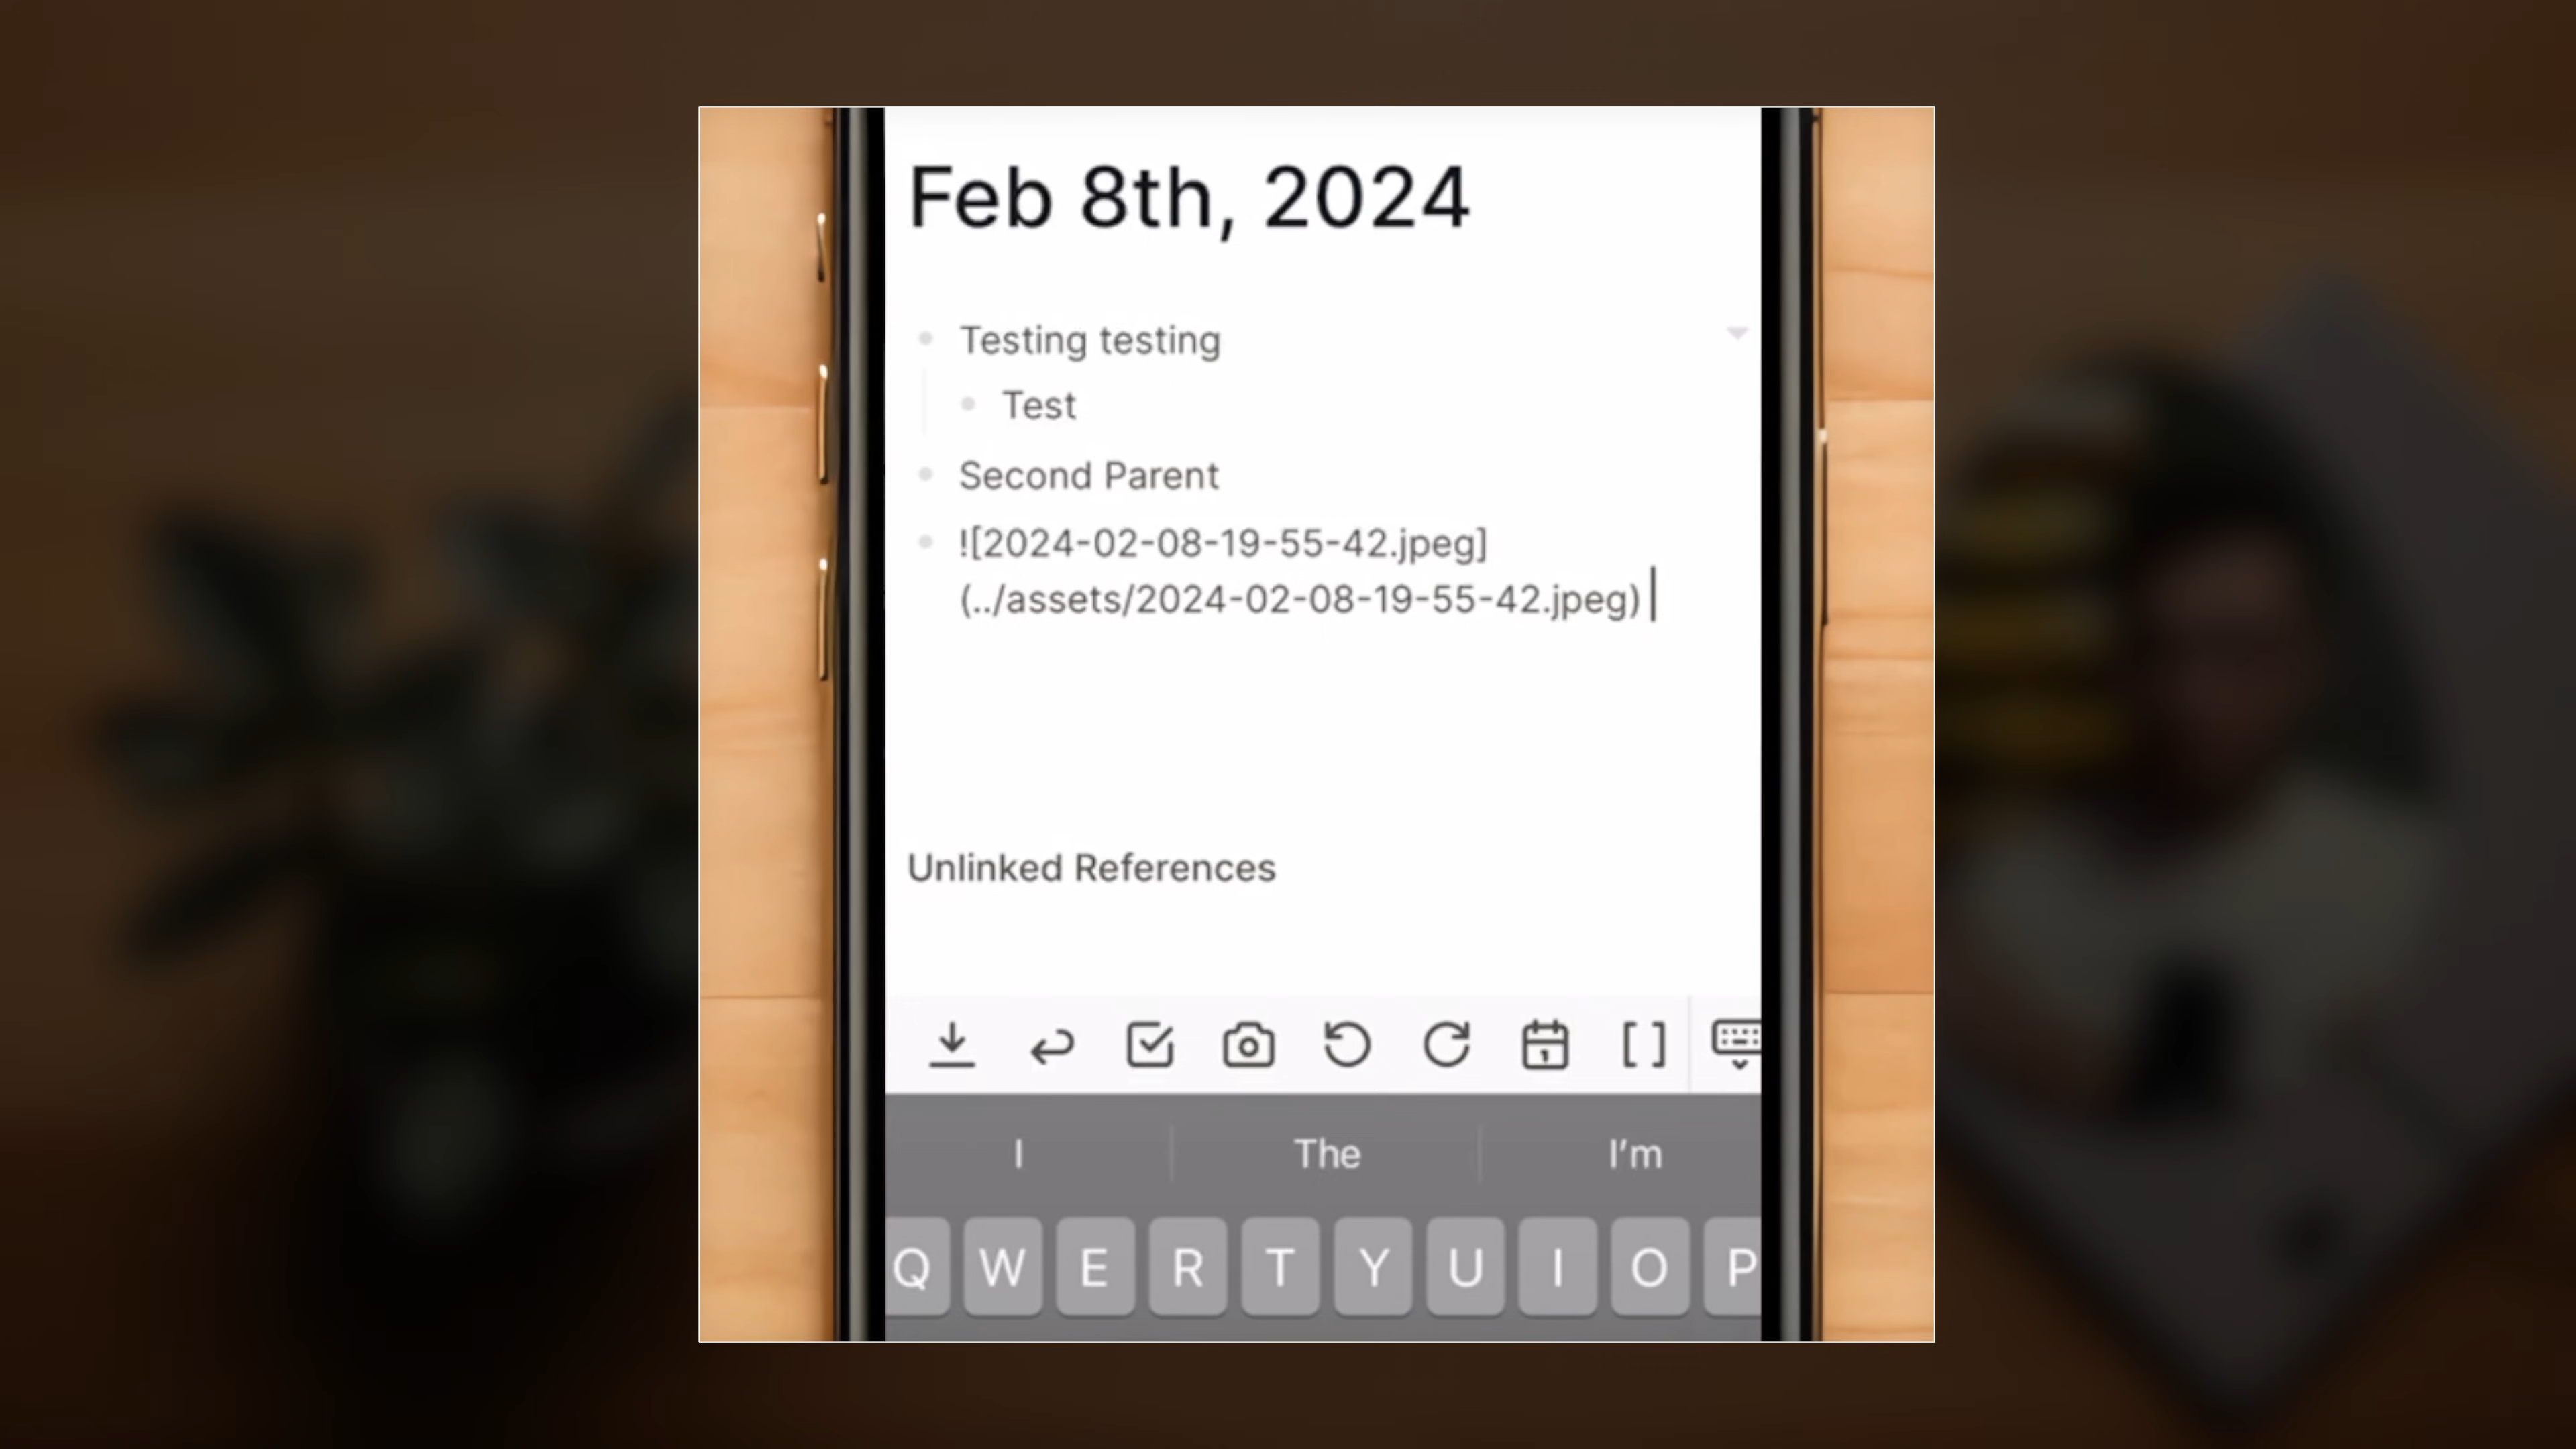 Feb 8th, 2024
Testing testing
Test
Second Parent
![2024-02-08-19-55-42.jpeg]
(../assets/2024-02-08-19-55-42.jpeg)
Unlinked References
1
[ ]
I The I'm
Q W E R T Y U I O P